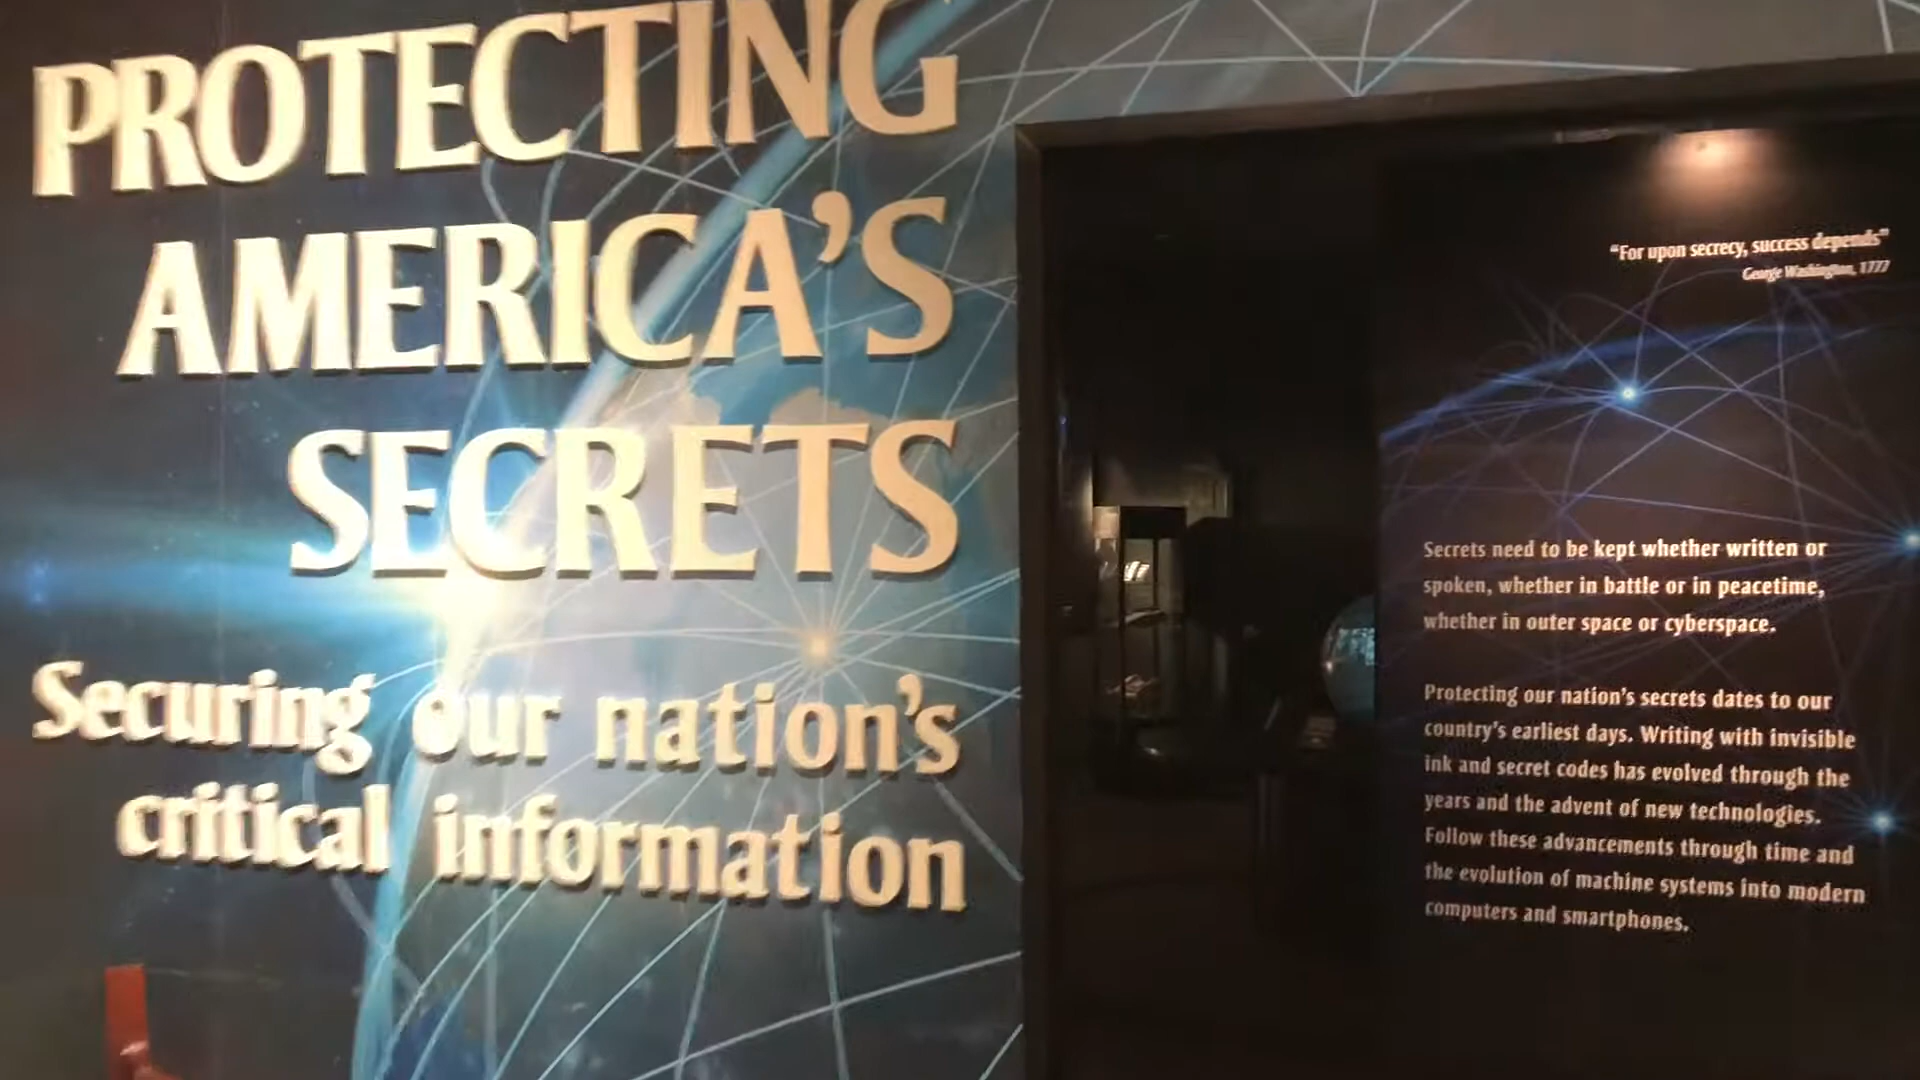 PROTECTING
AMERICA'S
SECRETS
Securing our nation's
critical information
“For upon secrecy, success depends”
George Washington, 1777
Secrets need to be kept whether written or
spoken, whether in battle or in peacetime,
whether in outer space or cyberspace.
Protecting our nation's secrets dates to our
country's earliest days. Writing with invisible
ink and secret codes has evolved through the
years and the advent of new technologies.
Follow these advancements through time and
the evolution of machine systems into modern
computers and smartphones.